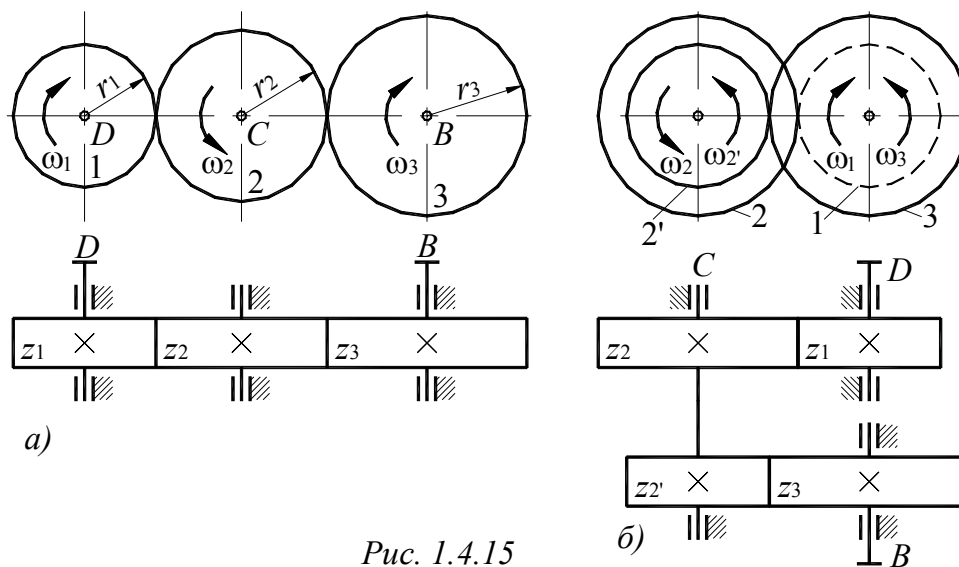 r1 r2 r3
D C B
ω1 ω2 ω3 ω2 ω2' ω1 ω3
1 2 3 2' 2 1 3
D B C D
z1 z2 z3 z2 z1
а)
z2' z3
б) B
Рис. 1.4.15